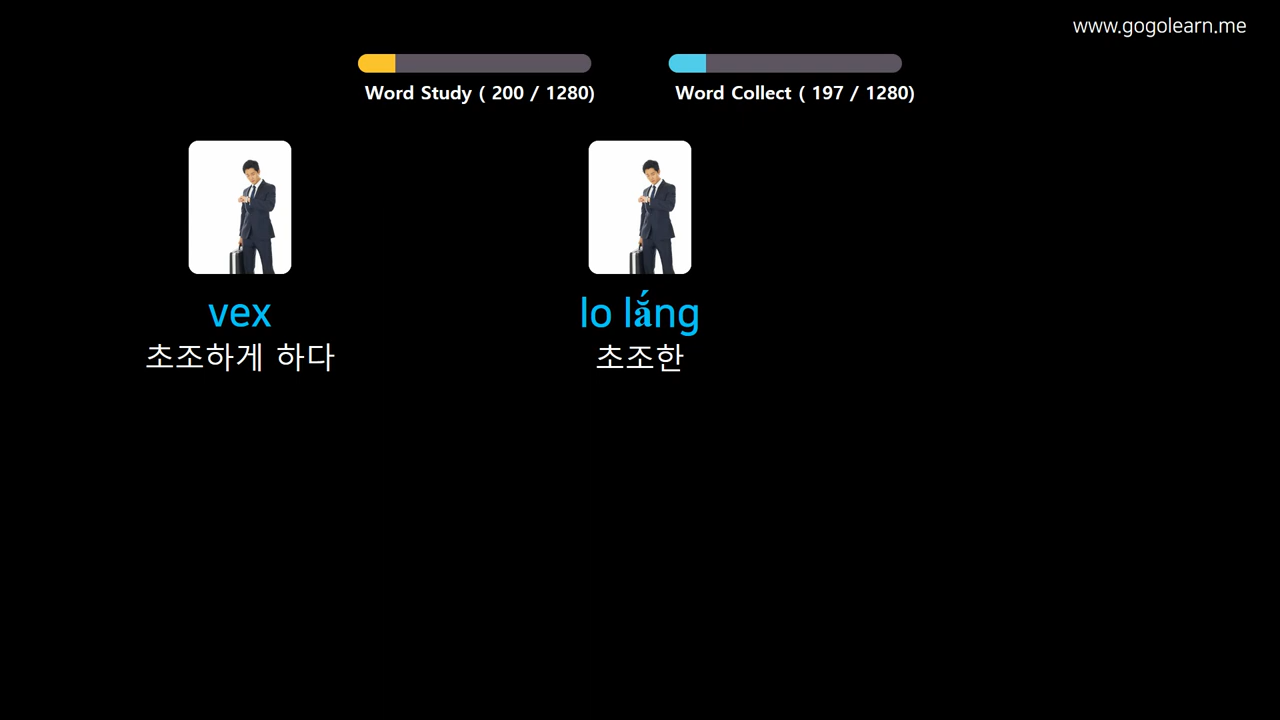 www.gogolearn.me
Word Study ( 200 / 1280)
Word Collect ( 197 / 1280)
vex
초조하게 하다
lo lắng
초조한